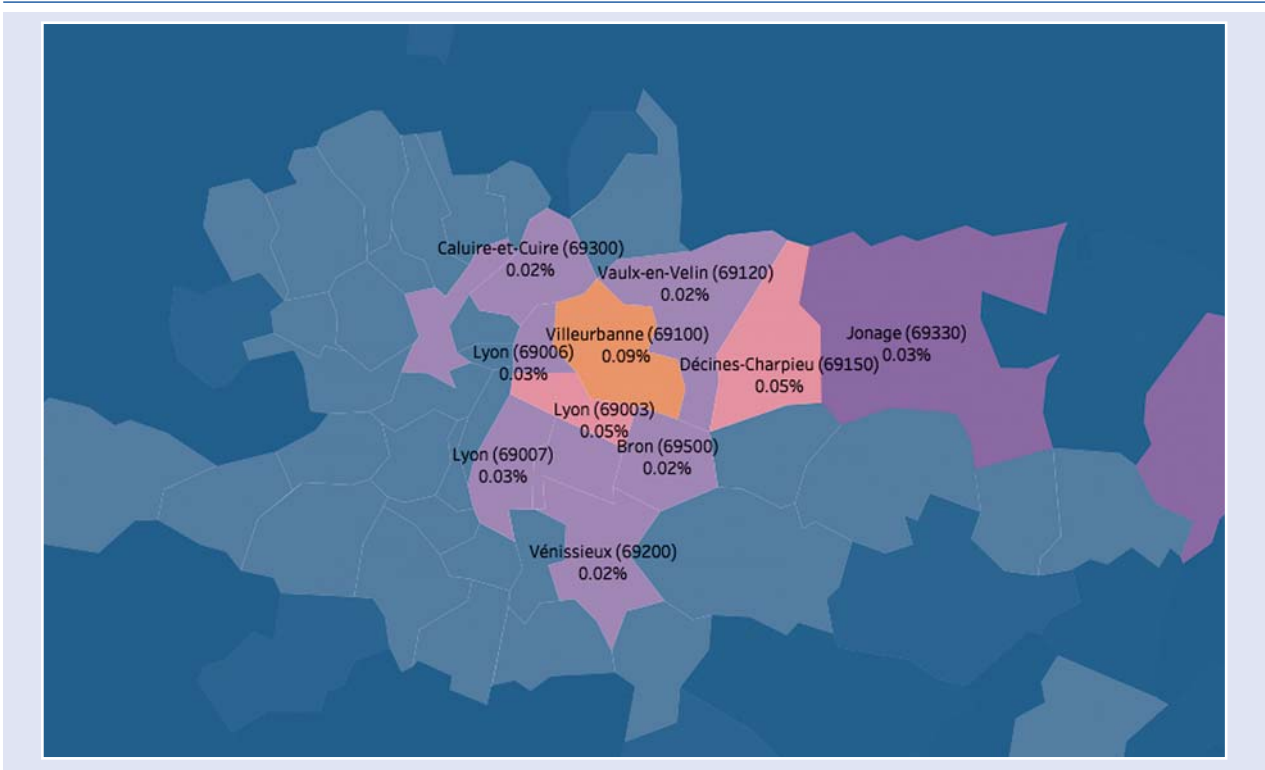 Caluire-et-Cuire (69300)
0.02%
Vaulx-en-Velin (69120)
0.02%
Villeurbanne (69100)
0.09%
Jonage (69330)
0.03%
Lyon (69006)
0.03%
Décines-Charpieu (69150)
0.05%
Lyon (69003)
0.05%
Lyon (69007)
0.03%
Bron (69500)
0.02%
Vénissieux (69200)
0.02%